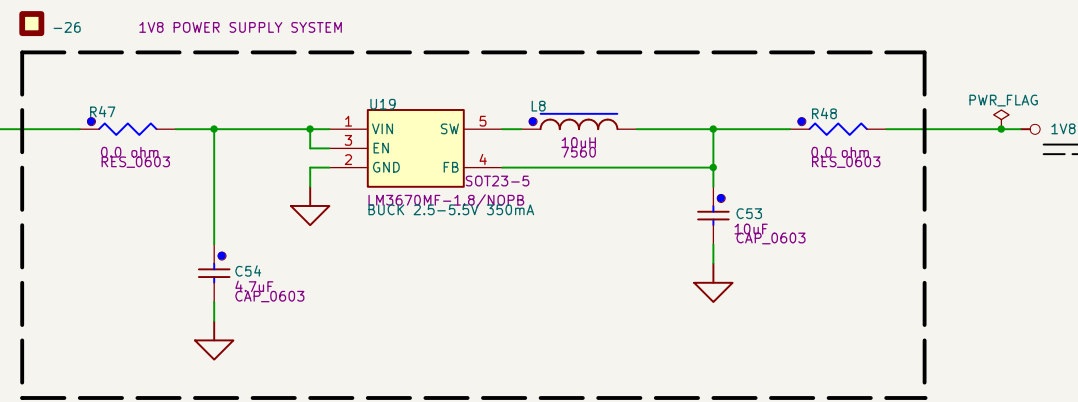 -26
1V8 POWER SUPPLY SYSTEM
R47
0.0 ohm
RES_0603
U19
1 VIN SW 5
3 EN
2 GND FB 4
SOT23-5
LM3670MF-1.8/NOPB
BUCK 2.5-5.5V 350mA
L8
10uH
7560
R48
0.0 ohm
RES_0603
PWR_FLAG
1V8
C53
10uF
CAP_0603
C54
4.7uF
CAP_0603